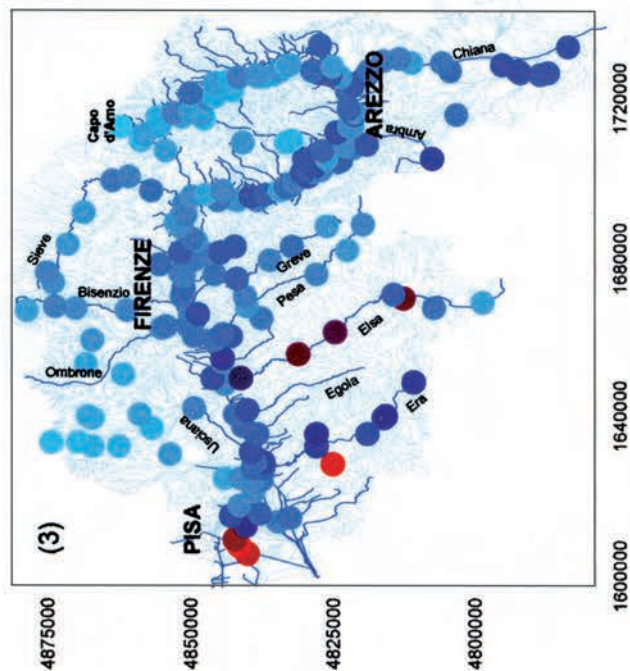 (3)
Capo
d'Arno
Sieve
Bisenzio
Ombrone
FIRENZE
AREZZO
Chiana
Ambra
Greve
Pesa
Elsa
Egola
Era
Usciana
PISA
4875000
4850000
4825000
4800000
1600000
1640000
1680000
1720000